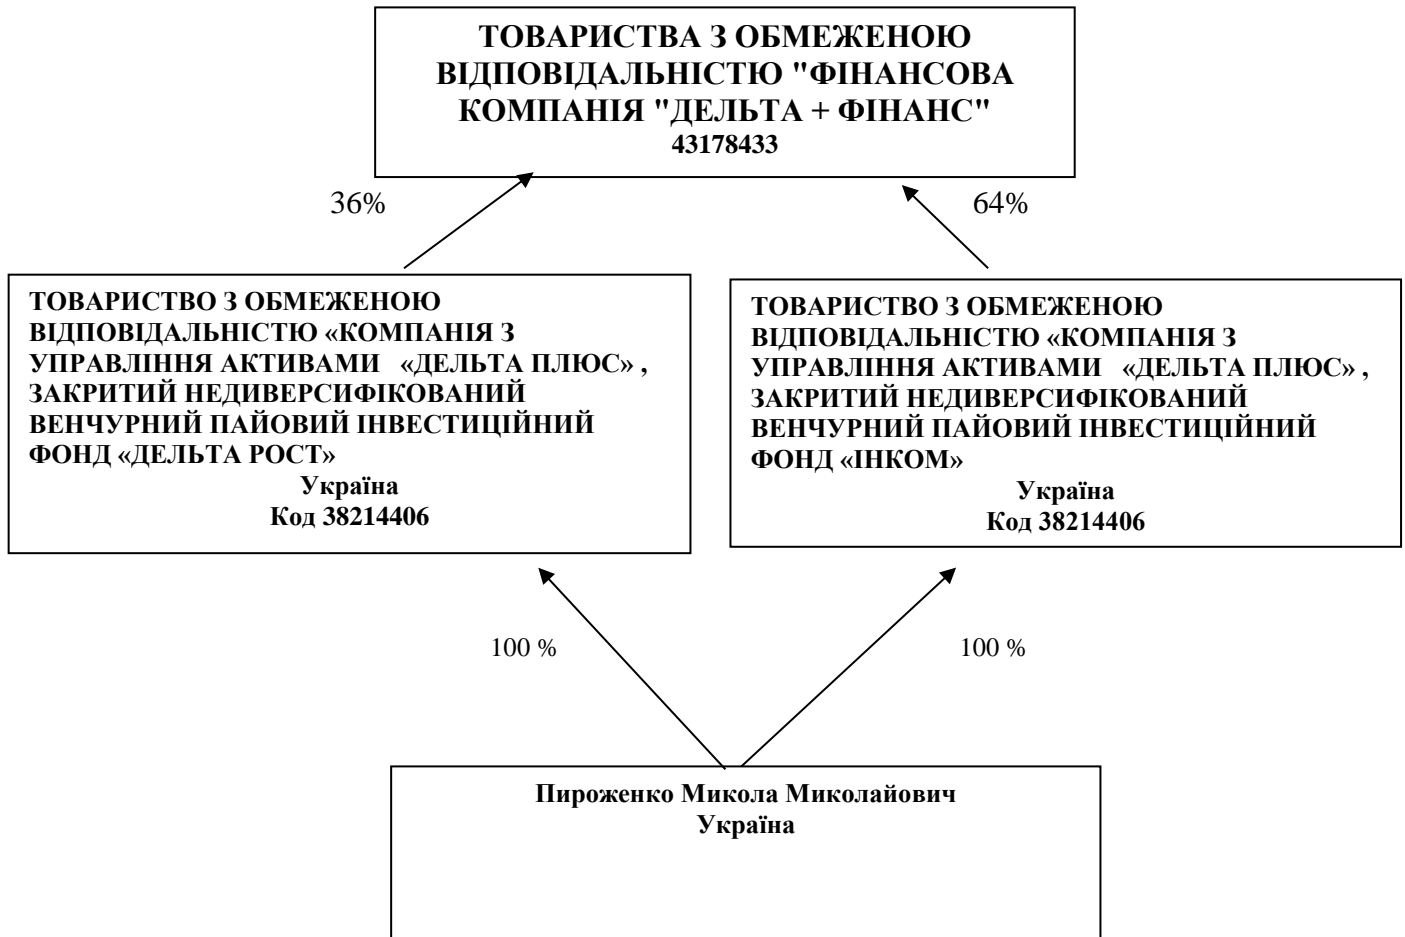 ТОВАРИСТВА З ОБМЕЖЕНОЮ
ВІДПОВІДАЛЬНІСТЮ "ФІНАНСОВА
КОМПАНІЯ "ДЕЛЬТА + ФІНАНС"
43178433
36%
64%
ТОВАРИСТВО З ОБМЕЖЕНОЮ
ВІДПОВІДАЛЬНІСТЮ «КОМПАНІЯ З
УПРАВЛІННЯ АКТИВАМИ «ДЕЛЬТА ПЛЮС» ,
ЗАКРИТИЙ НЕДИВЕРСИФІКОВАНИЙ
ВЕНЧУРНИЙ ПАЙОВИЙ ІНВЕСТИЦІЙНИЙ
ФОНД «ДЕЛЬТА РОСТ»
Україна
Код 38214406
ТОВАРИСТВО З ОБМЕЖЕНОЮ
ВІДПОВІДАЛЬНІСТЮ «КОМПАНІЯ З
УПРАВЛІННЯ АКТИВАМИ «ДЕЛЬТА ПЛЮС» ,
ЗАКРИТИЙ НЕДИВЕРСИФІКОВАНИЙ
ВЕНЧУРНИЙ ПАЙОВИЙ ІНВЕСТИЦІЙНИЙ
ФОНД «ІНКОМ»
Україна
Код 38214406
100 %
100 %
Пироженко Микола Миколайович
Україна